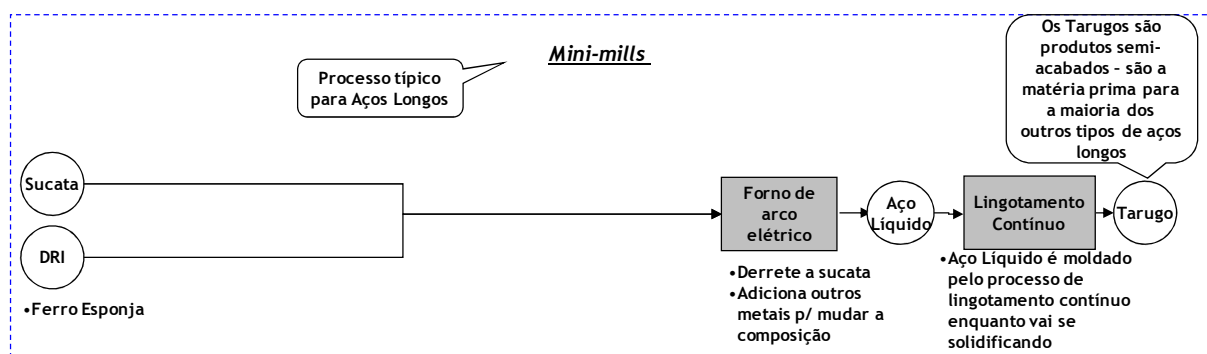 Mini-mills
Processo típico
para Aços Longos
Os Tarugos são
produtos semi-
acabados - são a
matéria prima para
a maioria dos
outros tipos de aços
longos
Sucata
DRI
•Ferro Esponja
Forno de
arco
elétrico
•Derrete a sucata
•Adiciona outros
metais p/ mudar a
composição
Aço
Líquido
Lingotamento
Contínuo
•Aço Líquido é moldado
pelo processo de
lingotamento contínuo
enquanto vai se
solidificando
Tarugo